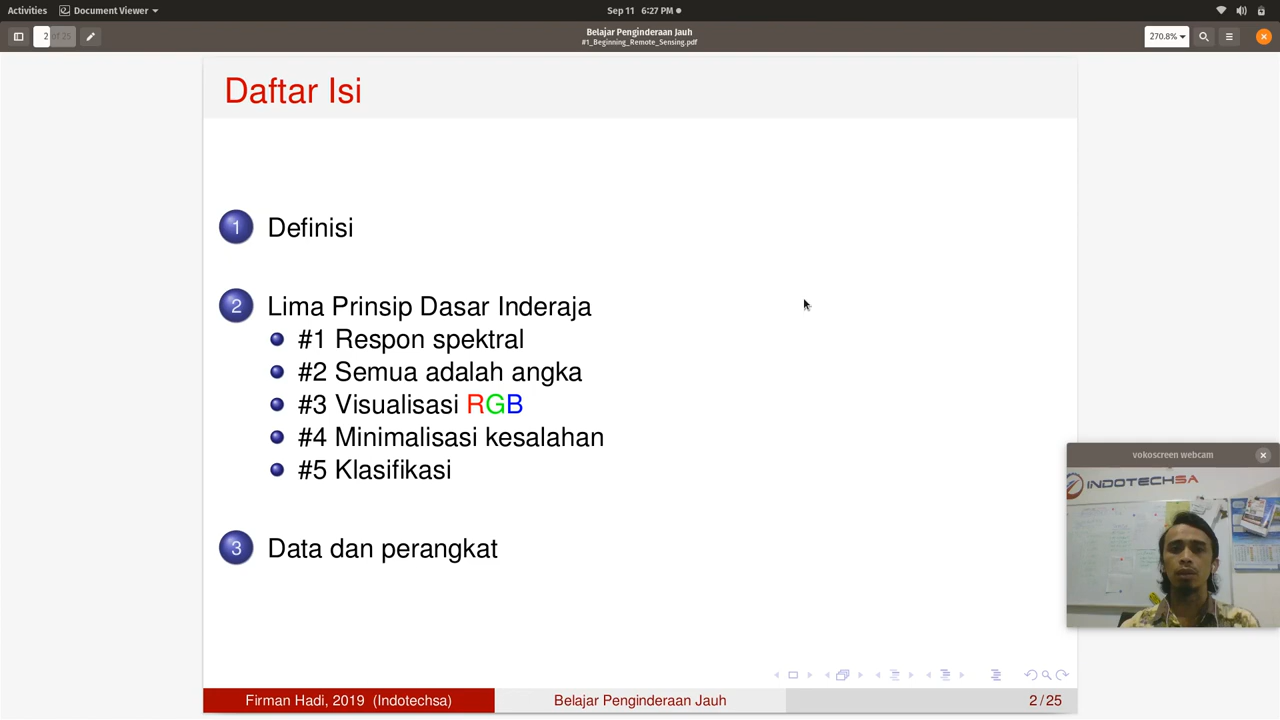 Activities Document Viewer Sep 11 6:27 PM
2 of 25
Belajar Penginderaan Jauh
#1_Beginning_Remote_Sensing.pdf
270.8%
Daftar Isi
1 Definisi
2 Lima Prinsip Dasar Inderaja
#1 Respon spektral
#2 Semua adalah angka
#3 Visualisasi RGB
#4 Minimalisasi kesalahan
#5 Klasifikasi
3 Data dan perangkat
vokoscreen webcam
INDOTECHSA
Firman Hadi, 2019 (Indotechsa) Belajar Penginderaan Jauh 2/25